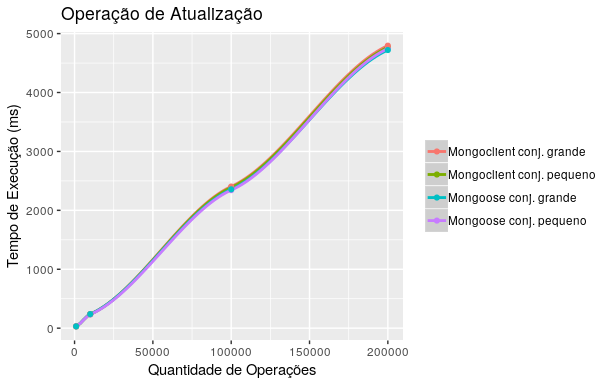 Operação de Atualização
Tempo de Execução (ms)
5000
4000
3000
2000
1000
0
0 50000 100000 150000 200000
Quantidade de Operações
Mongoclient conj. grande
Mongoclient conj. pequeno
Mongoose conj. grande
Mongoose conj. pequeno